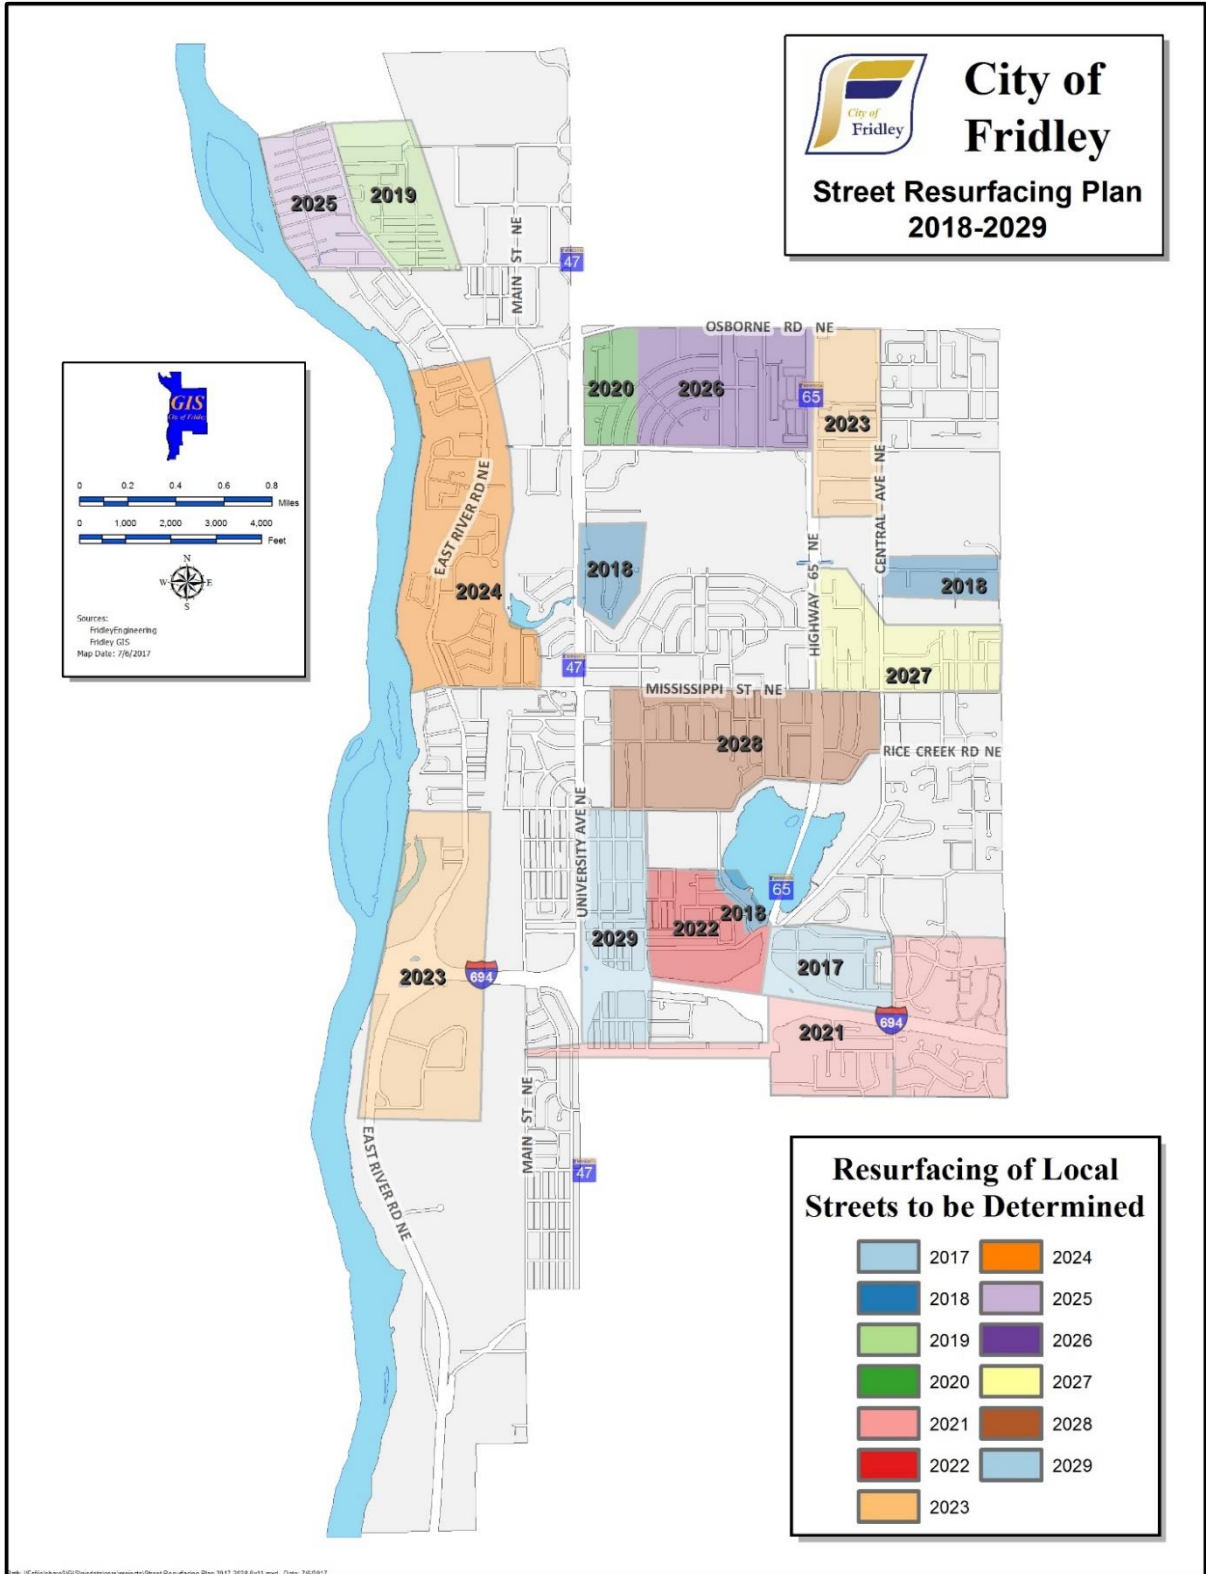 City of
Fridley
City of
Fridley
Street Resurfacing Plan
2018-2029
2025
2019
MAIN ST NE
47
OSBORNE RD NE
GIS
City of Fridley
0 0.2 0.4 0.6 0.8
Miles
0 1,000 2,000 3,000 4,000
Feet
N
W E
S
Sources:
FridleyEngineering
Fridley GIS
Map Date: 7/6/2017
2020
2026
65
2023
EAST RIVER RD NE
CENTRAL AVE NE
2018
2018
2024
HIGHWAY 65 NE
47
2027
MISSISSIPPI ST NE
2028
RICE CREEK RD NE
UNIVERSITY AVE NE
65
2018
2022
2029
2017
2023
694
694
2021
MAIN ST NE
47
EAST RIVER RD NE
Resurfacing of Local
Streets to be Determined
2017 2024
2018 2025
2019 2026
2020 2027
2021 2028
2022 2029
2023